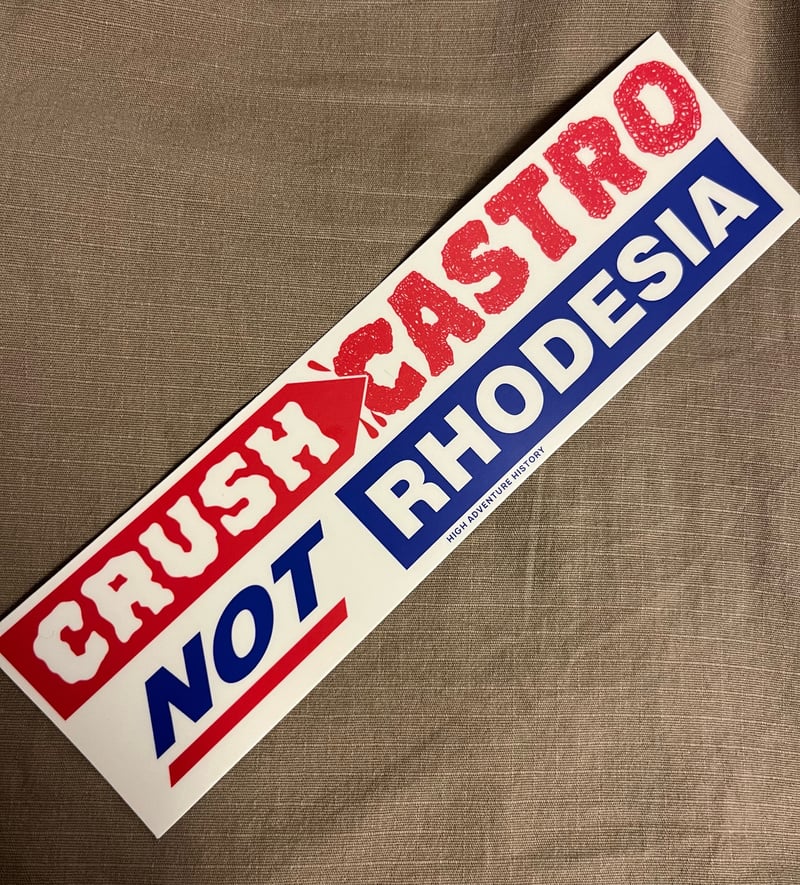 CRUSH CASTRO
NOT RHODESIA
HIGH ADVENTURE HISTORY